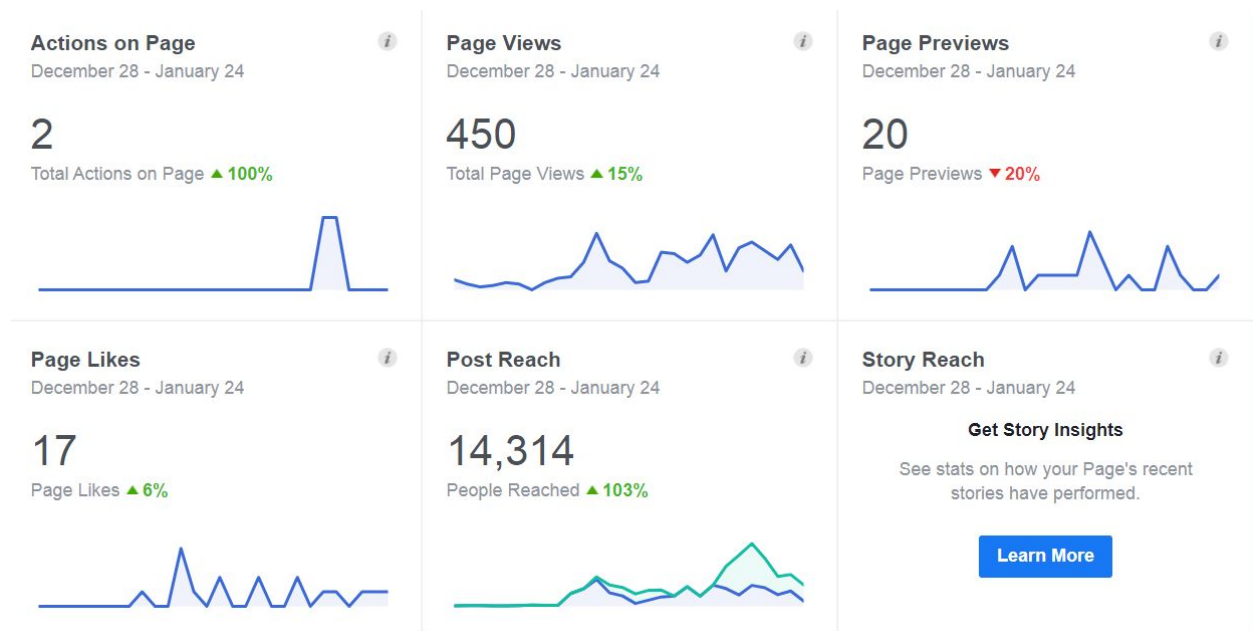 Actions on Page
December 28 - January 24
2
Total Actions on Page ▲ 100%
Page Views
December 28 - January 24
450
Total Page Views ▲ 15%
Page Previews
December 28 - January 24
20
Page Previews ▼ 20%
Page Likes
December 28 - January 24
17
Page Likes ▲ 6%
Post Reach
December 28 - January 24
14,314
People Reached ▲ 103%
Story Reach
December 28 - January 24
Get Story Insights
See stats on how your Page's recent
stories have performed.
Learn More